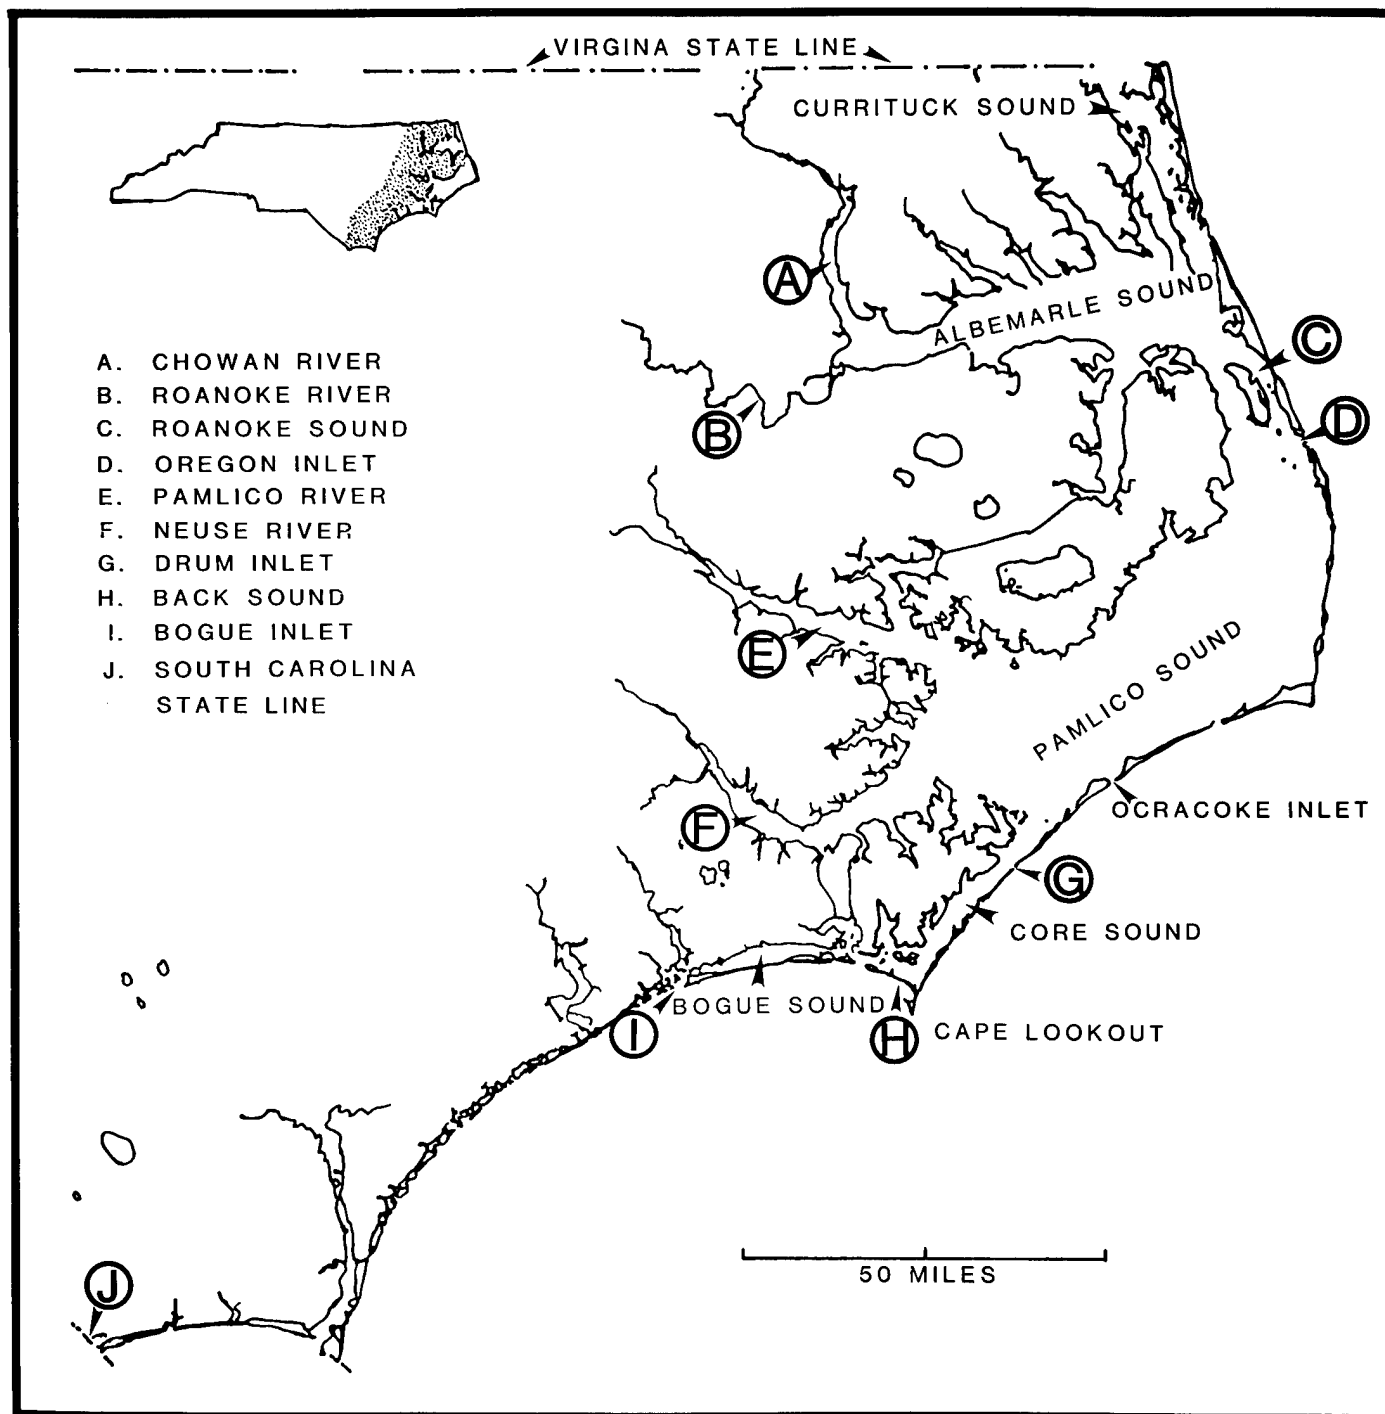 VIRGINA STATE LINE
CURRITUCK SOUND
A
ALBEMARLE SOUND
C
A. CHOWAN RIVER
B. ROANOKE RIVER
C. ROANOKE SOUND
D. OREGON INLET
E. PAMLICO RIVER
F. NEUSE RIVER
G. DRUM INLET
H. BACK SOUND
I. BOGUE INLET
J. SOUTH CAROLINA
STATE LINE
B
D
E
PAMLICO SOUND
OCRACOKE INLET
F
G
CORE SOUND
BOGUE SOUND
I
H
CAPE LOOKOUT
50 MILES
J